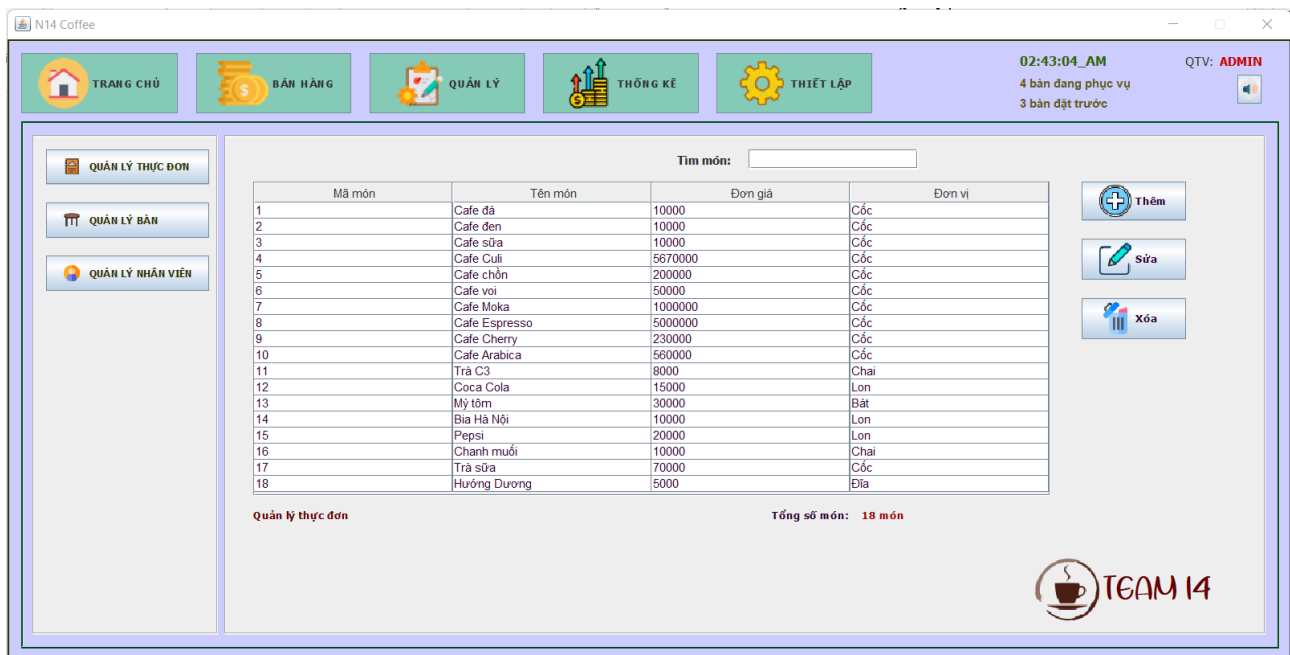 N14 Coffee
TRANG CHỦ BÁN HÀNG QUẢN LÝ THỐNG KÊ THIẾT LẬP
02:43:04_AM QTV: ADMIN
4 bàn đang phục vụ
3 bàn đặt trước
QUẢN LÝ THỰC ĐƠN
QUẢN LÝ BÀN
QUẢN LÝ NHÂN VIÊN
Tìm món:
Mã món Tên món Đơn giá Đơn vị
1 Cafe đá 10000 Cốc
2 Cafe đen 10000 Cốc
3 Cafe sữa 10000 Cốc
4 Cafe Culi 5670000 Cốc
5 Cafe chồn 200000 Cốc
6 Cafe voi 50000 Cốc
7 Cafe Moka 1000000 Cốc
8 Cafe Espresso 5000000 Cốc
9 Cafe Cherry 230000 Cốc
10 Cafe Arabica 560000 Cốc
11 Trà C3 8000 Chai
12 Coca Cola 15000 Lon
13 Mỳ tôm 30000 Bát
14 Bia Hà Nội 10000 Lon
15 Pepsi 20000 Lon
16 Chanh muối 10000 Chai
17 Trà sữa 70000 Cốc
18 Hướng Dương 5000 Đĩa
Thêm
Sửa
Xóa
Quản lý thực đơn Tổng số món: 18 món
TEAM 14